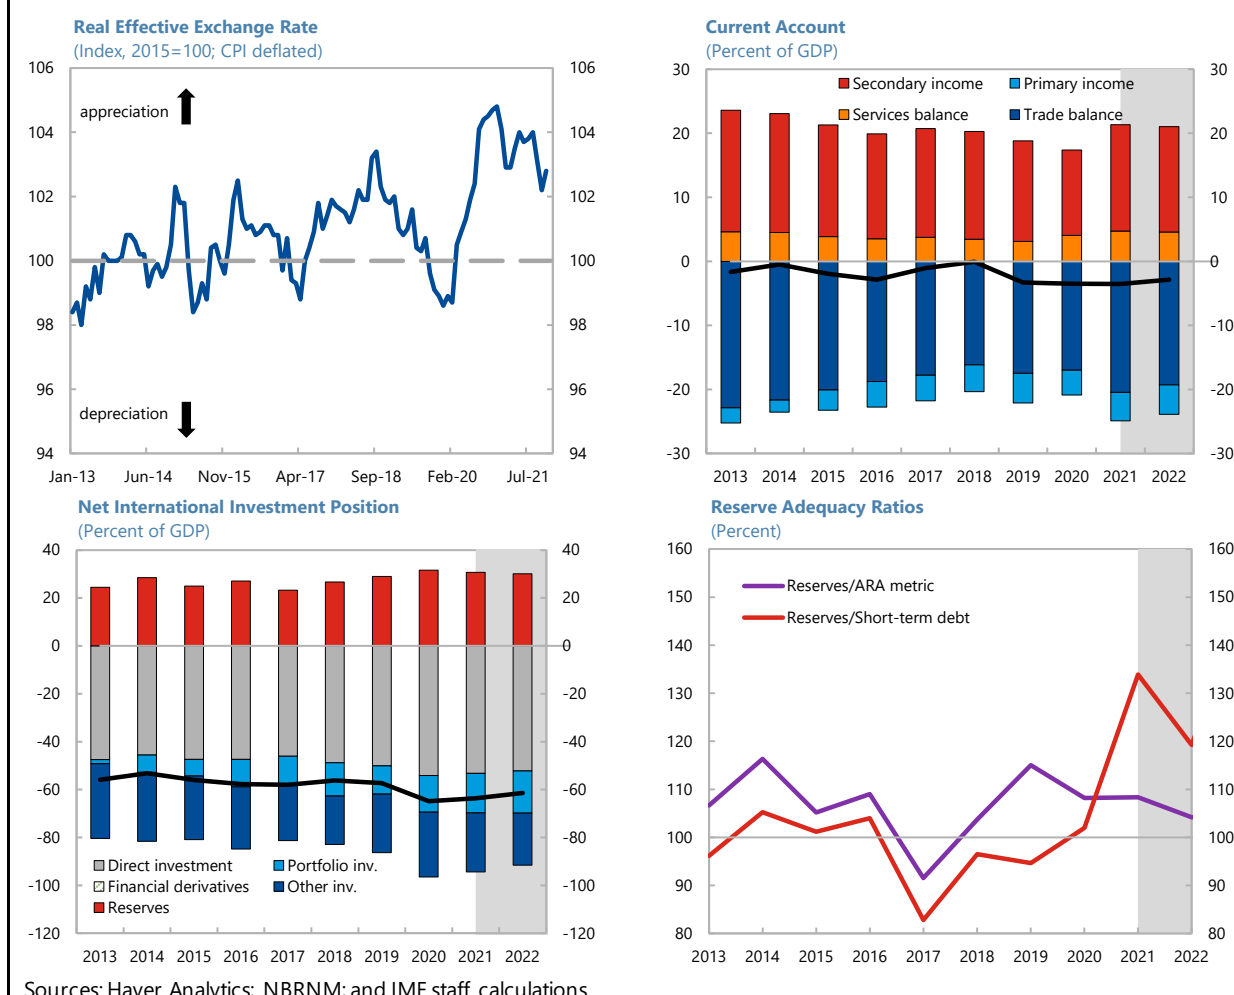 Real Effective Exchange Rate
(Index, 2015=100; CPI deflated)
106 106
appreciation
104 104
102 102
100 100
98 98
96 96
depreciation
94 94
Jan-13 Jun-14 Nov-15 Apr-17 Sep-18 Feb-20 Jul-21
Current Account
(Percent of GDP)
30 30
Secondary income Primary income
Services balance Trade balance
20 20
10 10
0 0
-10 -10
-20 -20
-30 -30
2013 2014 2015 2016 2017 2018 2019 2020 2021 2022
Net International Investment Position
(Percent of GDP)
40 40
20 20
0 0
-20 -20
-40 -40
-60 -60
-80 -80
Direct investment Portfolio inv.
Financial derivatives Other inv.
-100 -100
Reserves
-120 -120
2013 2014 2015 2016 2017 2018 2019 2020 2021 2022
Reserve Adequacy Ratios
(Percent)
160 160
Reserves/ARA metric
150 150
Reserves/Short-term debt
140 140
130 130
120 120
110 110
100 100
90 90
80 80
2013 2014 2015 2016 2017 2018 2019 2020 2021 2022
Sources: Haver Analytics; NBRNM; and IMF staff calculations